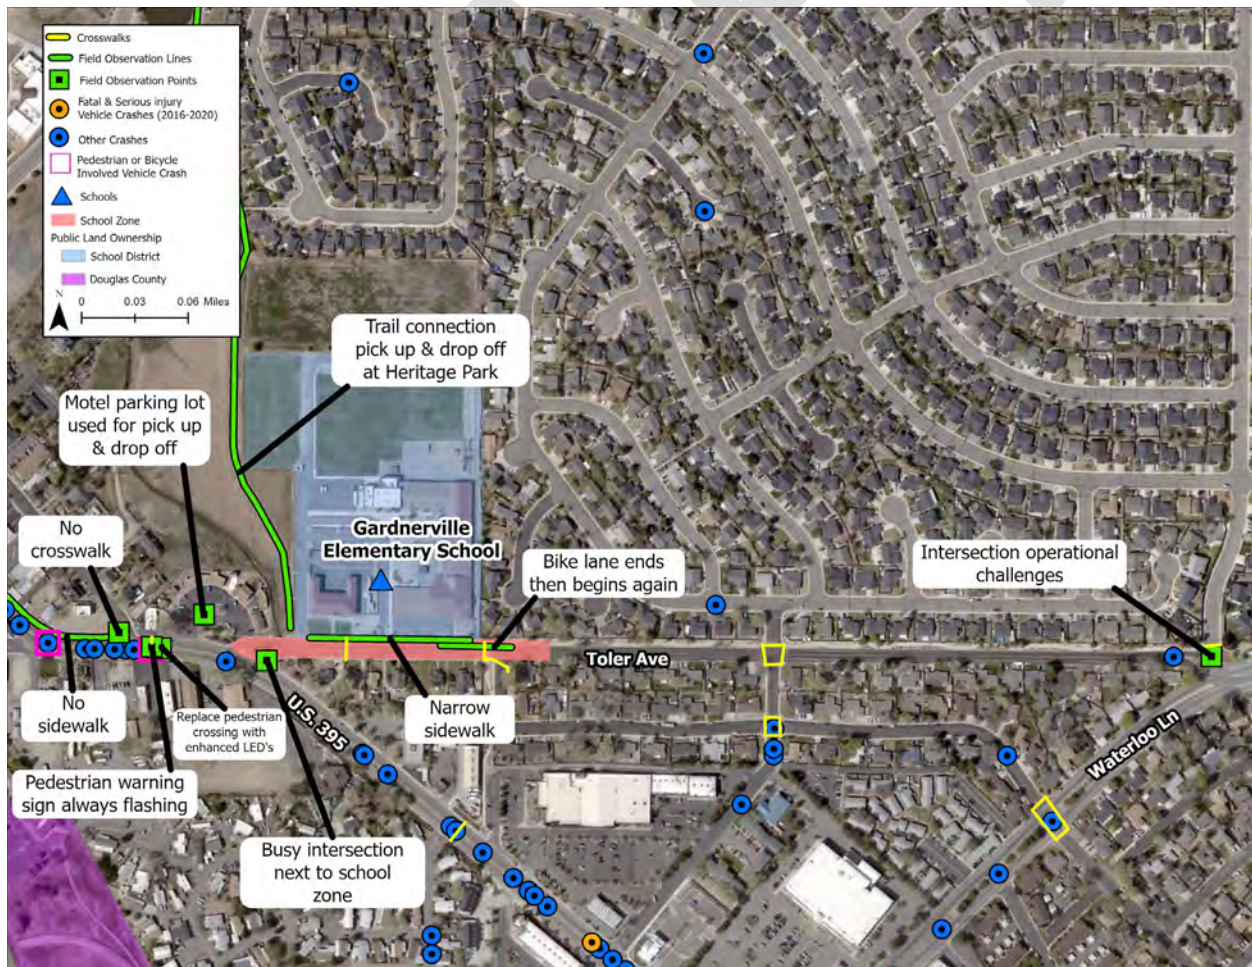 Crosswalks
Field Observation Lines
Field Observation Points
Fatal & Serious injury
Vehicle Crashes (2016-2020)
Other Crashes
Pedestrian or Bicycle
Involved Vehicle Crash
Schools
School Zone
Public Land Ownership
School District
Douglas County
N
0 0.03 0.06 Miles
Trail connection
pick up & drop off
at Heritage Park
Motel parking lot
used for pick up
& drop off
No
crosswalk
Gardnerville
Elementary School
Bike lane ends
then begins again
Intersection operational
challenges
Toler Ave
No
sidewalk
Replace pedestrian
crossing with
enhanced LED's
U.S. 395
Narrow
sidewalk
Waterloo Ln
Pedestrian warning
sign always flashing
Busy intersection
next to school
zone